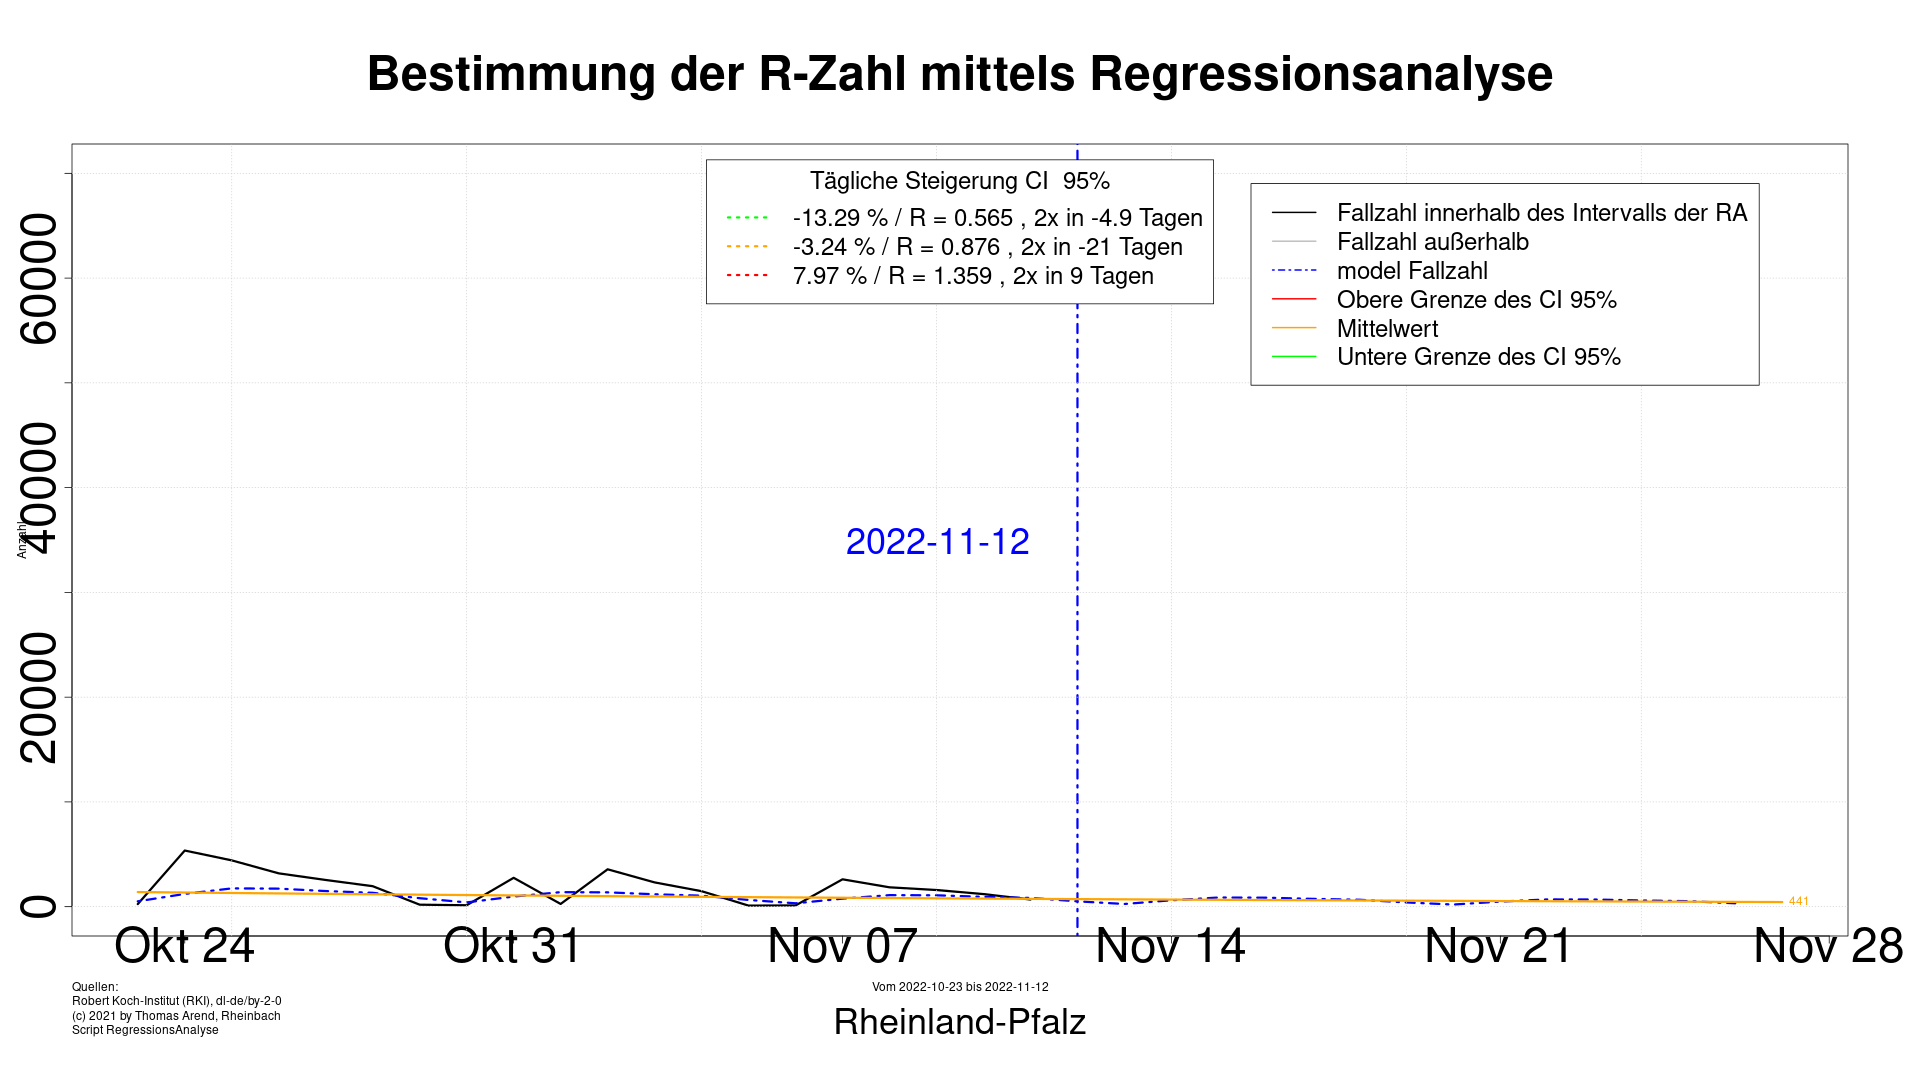 Bestimmung der R-Zahl mittels Regressionsanalyse
Tägliche Steigerung CI  95%
-13.29 % / R = 0.565 , 2x in -4.9 Tagen
-3.24 % / R = 0.876 , 2x in -21 Tagen
7.97 % / R = 1.359 , 2x in 9 Tagen
Fallzahl innerhalb des Intervalls der RA
Fallzahl außerhalb
model Fallzahl
Obere Grenze des CI 95%
Mittelwert
Untere Grenze des CI 95%
60000
40000
20000
0
Anzahl
2022-11-12
441
Okt 24
Okt 31
Nov 07
Nov 14
Nov 21
Nov 28
Quellen:
Robert Koch-Institut (RKI), dl-de/by-2-0
(c) 2021 by Thomas Arend, Rheinbach
Script RegressionsAnalyse
Vom 2022-10-23 bis 2022-11-12
Rheinland-Pfalz